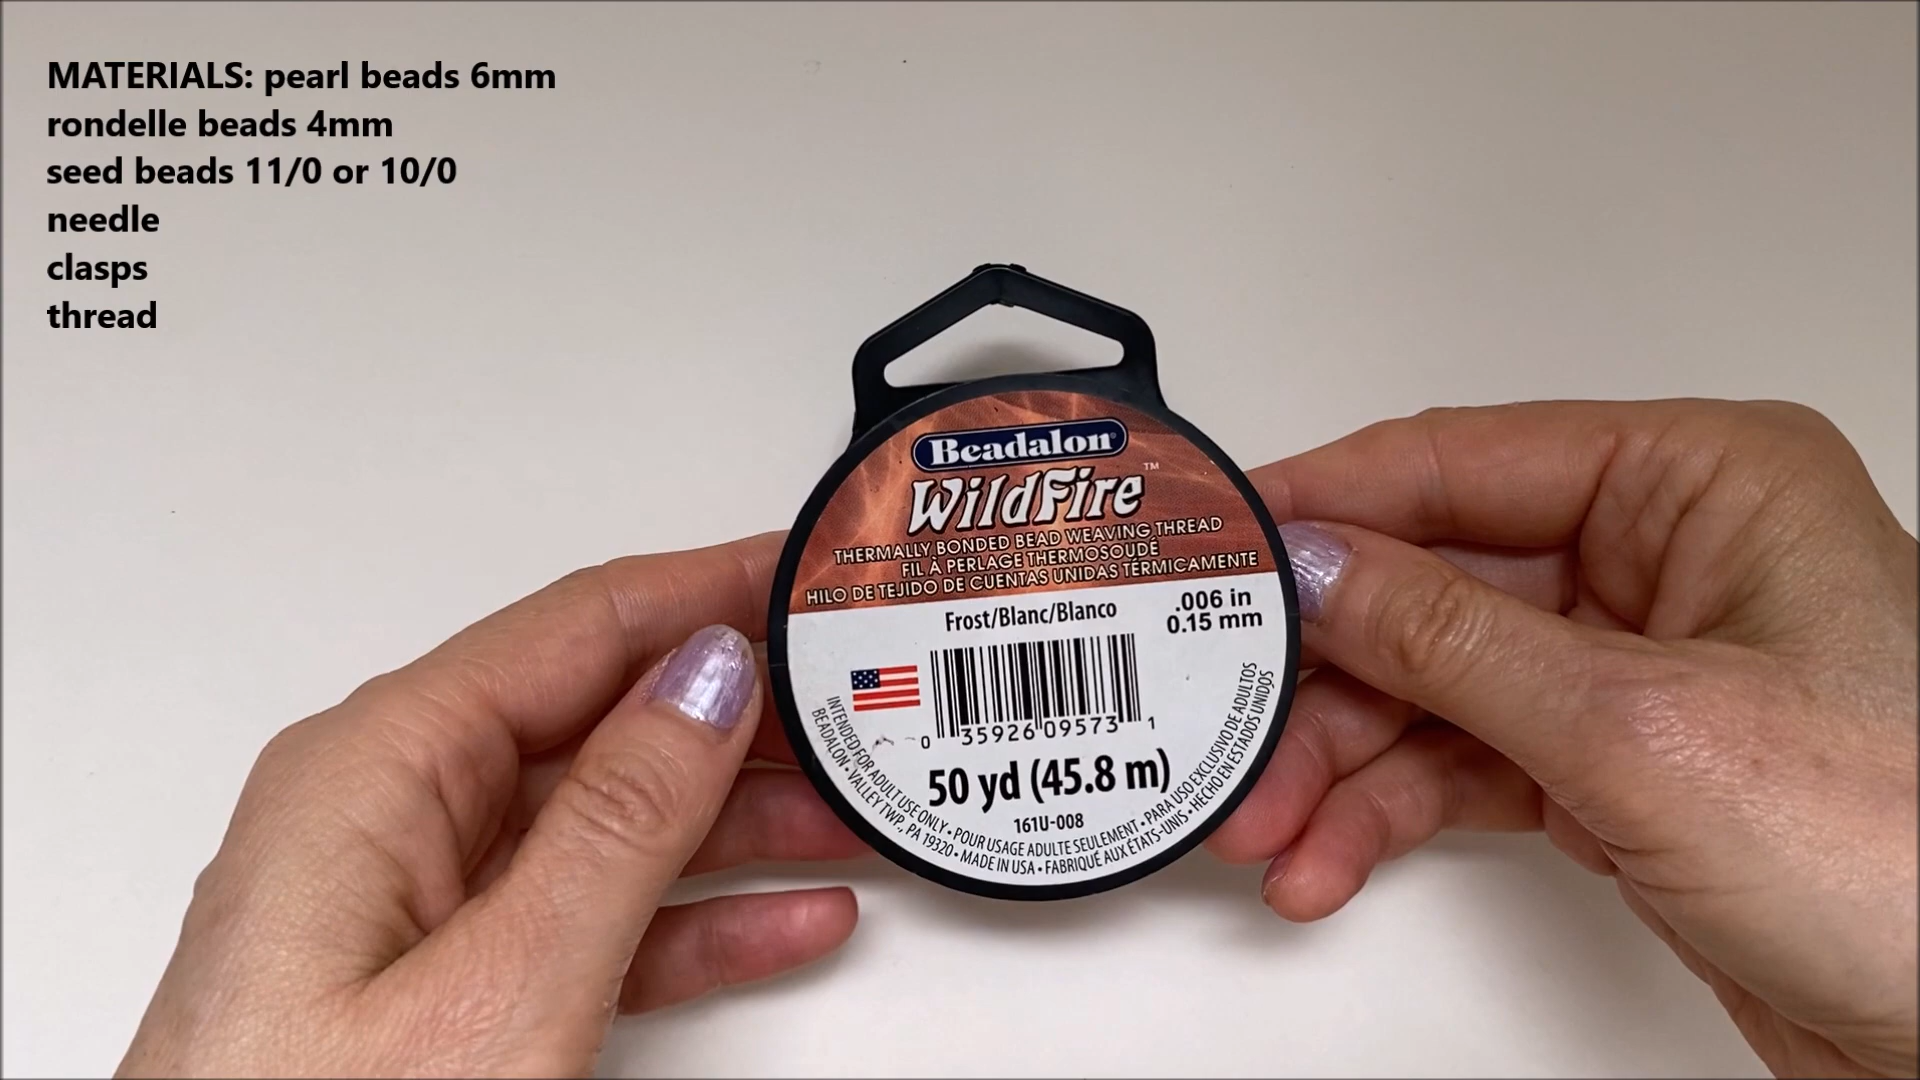 MATERIALS: pearl beads 6mm
rondelle beads 4mm
seed beads 11/0 or 10/0
needle
clasps
thread
Beadalon®
WildFire™
THERMALLY BONDED BEAD WEAVING THREAD
FIL À PERLAGE THERMOSOUDÉ
HILO DE TEJIDO DE CUENTAS UNIDAS TÉRMICAMENTE
Frost/Blanc/Blanco
.006 in
0.15 mm
0 35926 09573 1
50 yd (45.8 m)
161U-008
INTENDED FOR ADULT USE ONLY • POUR USAGE ADULTE SEULEMENT • PARA USO EXCLUSIVO DE ADULTOS
BEADALON • VALLEY TWP., PA 19320 • MADE IN USA • FABRIQUÉ AUX ÉTATS-UNIS • HECHO EN ESTADOS UNIDOS